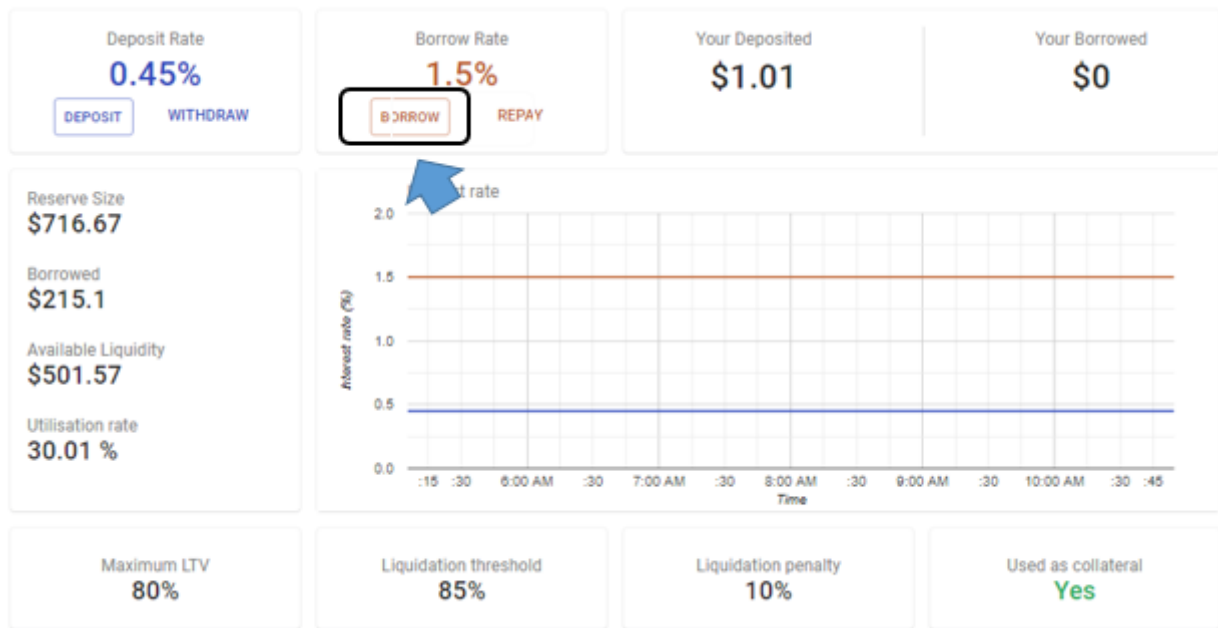 Deposit Rate
0.45%
DEPOSIT
WITHDRAW
Borrow Rate
1.5%
BORROW
REPAY
Your Deposited
$1.01
Your Borrowed
$0
Reserve Size
$716.67
Borrowed
$215.1
Available Liquidity
$501.57
Utilisation rate
30.01 %
rate
2.0
1.5
1.0
0.5
0.0
Interest rate (%)
:15 :30 6:00 AM :30 7:00 AM :30 8:00 AM :30 9:00 AM :30 10:00 AM :30 :45
Time
Maximum LTV
80%
Liquidation threshold
85%
Liquidation penalty
10%
Used as collateral
Yes